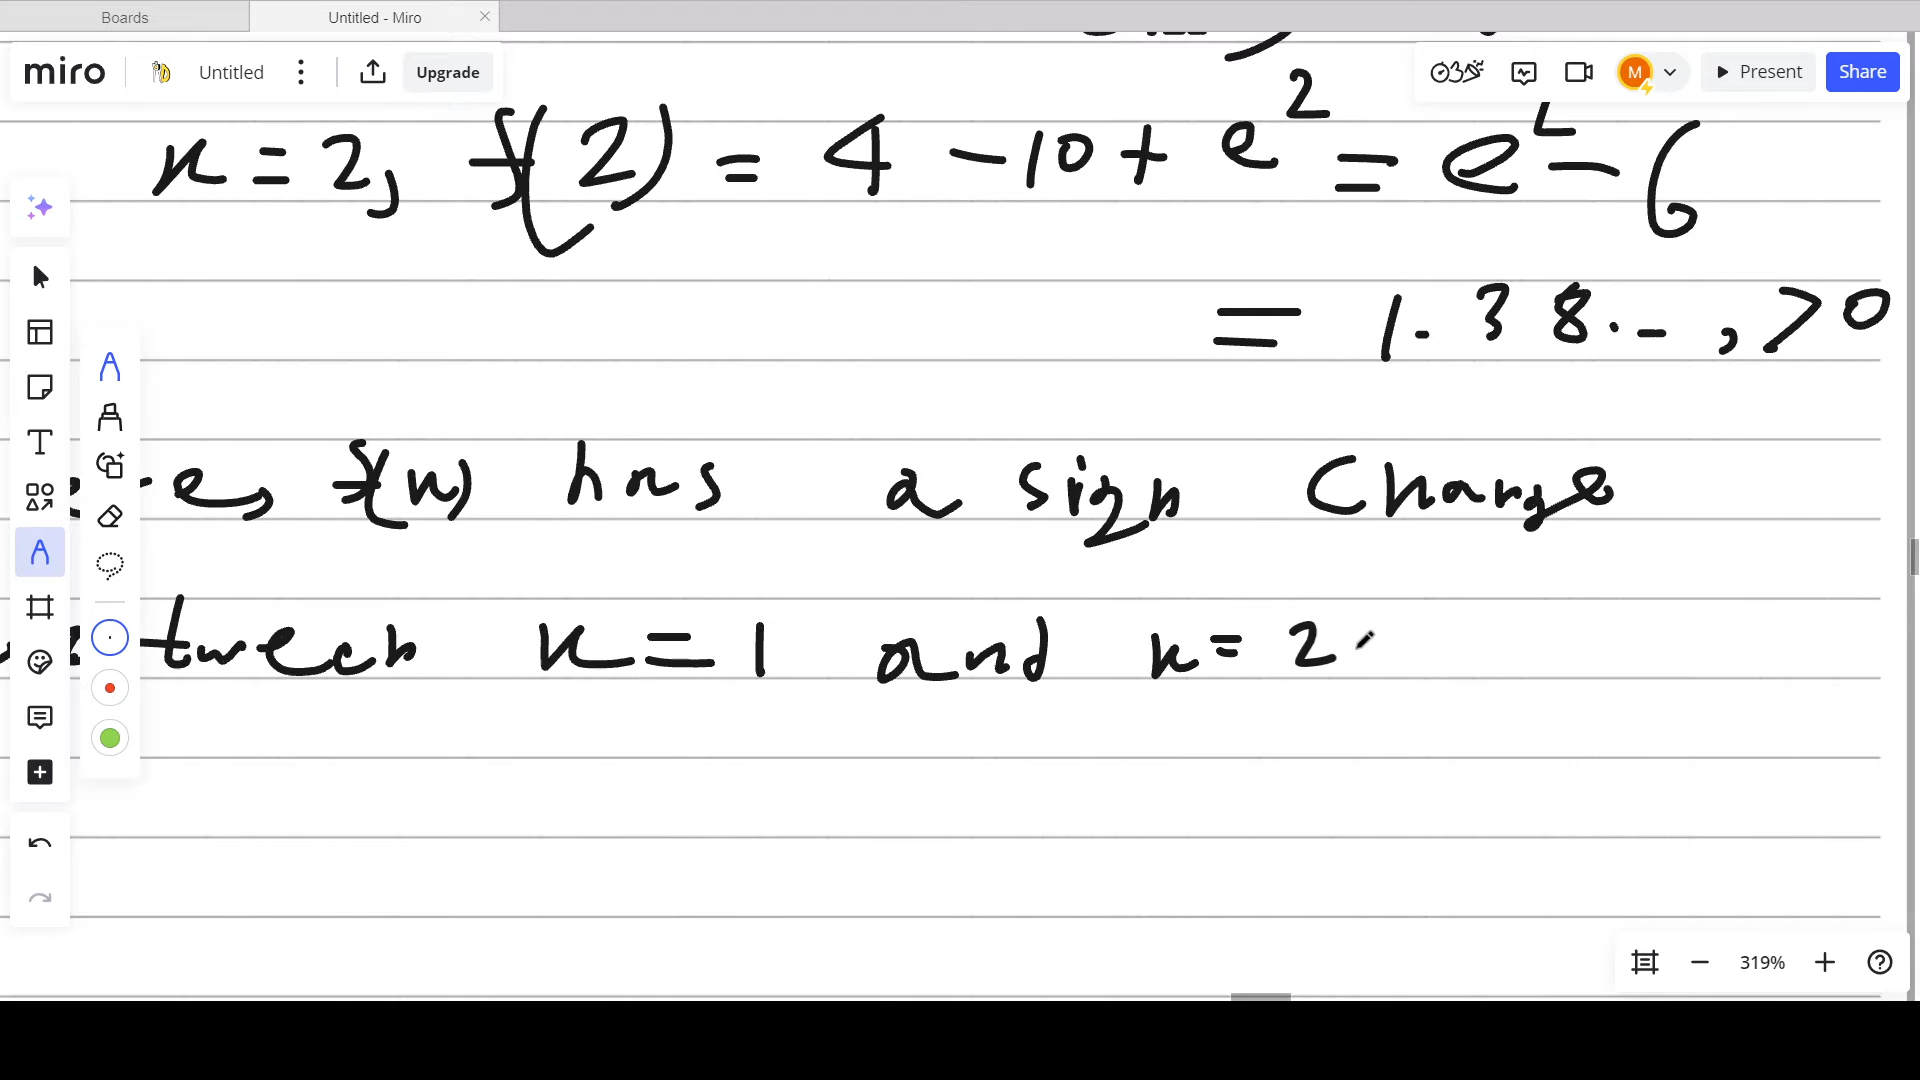 Boards
Untitled - Miro
miro
Untitled
Upgrade
Present
Share
M
x = 2, f(2) = 4 - 10 + e² = e² - 6
= 1.38.. , > 0
f(x) has a sign change
between x = 1 and x = 2
T
319%